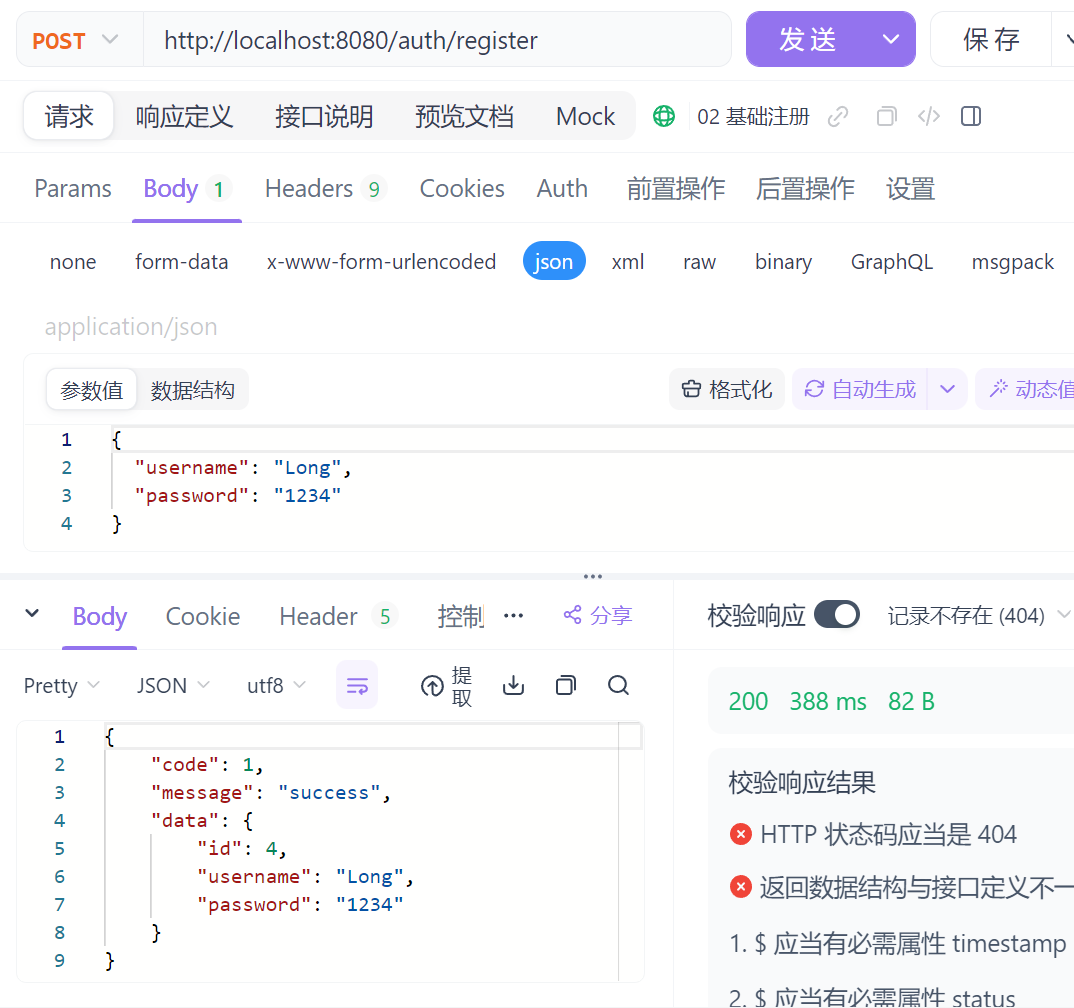 POST http://localhost:8080/auth/register 发送 保存
请求 响应定义 接口说明 预览文档 Mock 02 基础注册
Params Body 1 Headers 9 Cookies Auth 前置操作 后置操作 设置
none form-data x-www-form-urlencoded json xml raw binary GraphQL msgpack
application/json
参数值 数据结构 格式化 自动生成 动态值
1 {
2 "username": "Long",
3 "password": "1234"
4 }
Body Cookie Header 5 控制 ... 分享
Pretty JSON utf8 提取
1 {
2 "code": 1,
3 "message": "success",
4 "data": {
5 "id": 4,
6 "username": "Long",
7 "password": "1234"
8 }
9 }
校验响应 记录不存在 (404)
200 388 ms 82 B
校验响应结果
HTTP 状态码应当是 404
返回数据结构与接口定义不一
1. $ 应当有必需属性 timestamp
2. $ 应当有必需属性 status